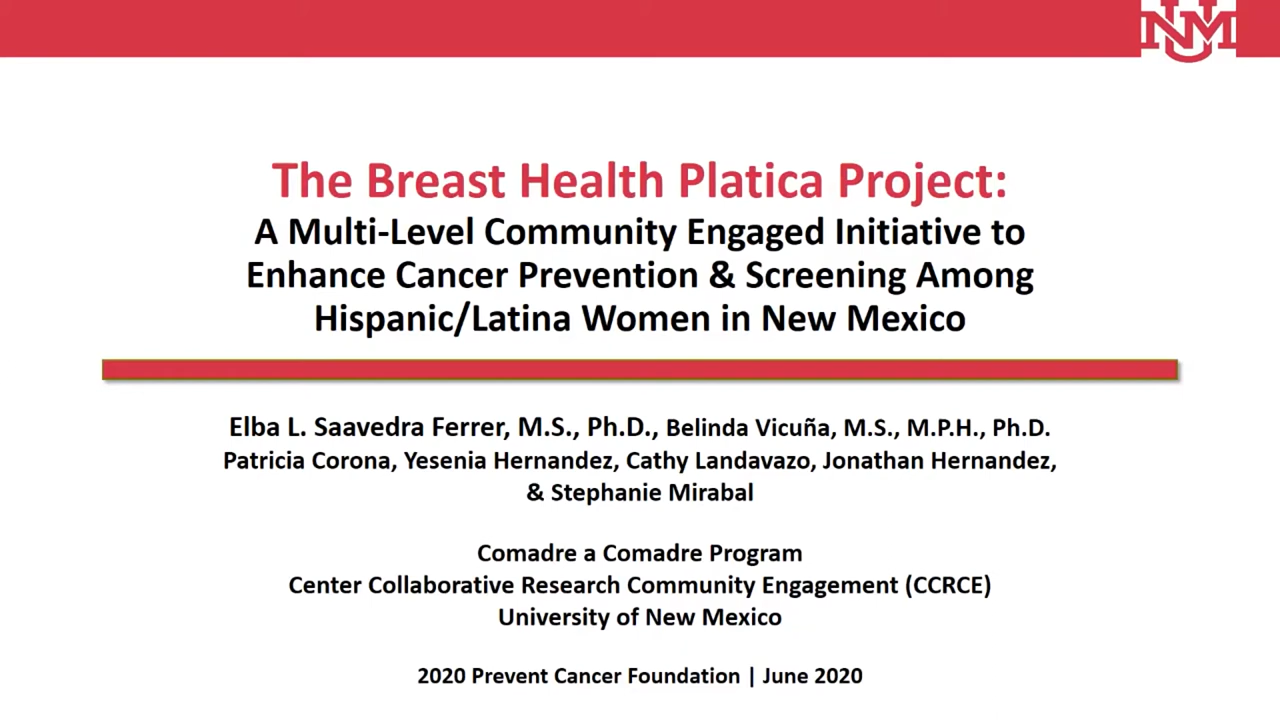 UNM
The Breast Health Platica Project:
A Multi-Level Community Engaged Initiative to
Enhance Cancer Prevention & Screening Among
Hispanic/Latina Women in New Mexico
Elba L. Saavedra Ferrer, M.S., Ph.D., Belinda Vicuña, M.S., M.P.H., Ph.D.
Patricia Corona, Yesenia Hernandez, Cathy Landavazo, Jonathan Hernandez,
& Stephanie Mirabal
Comadre a Comadre Program
Center Collaborative Research Community Engagement (CCRCE)
University of New Mexico
2020 Prevent Cancer Foundation | June 2020